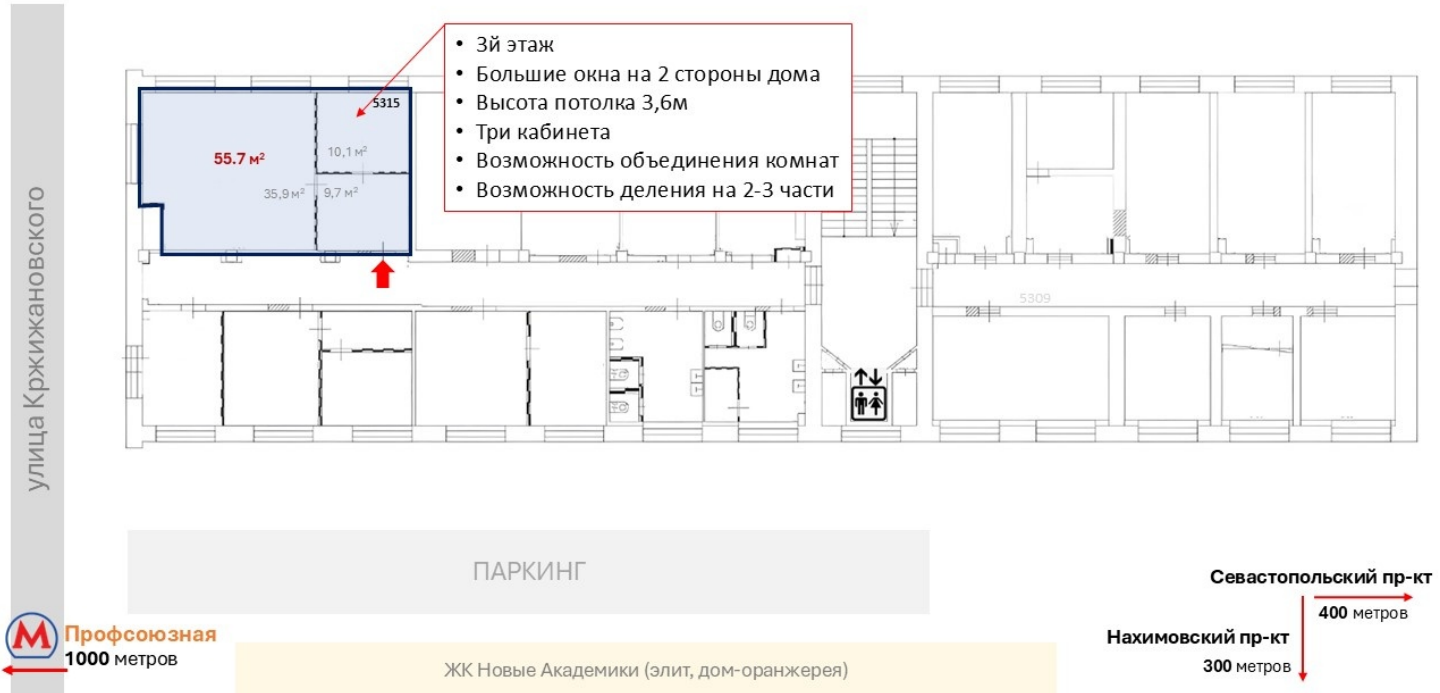 • 3й этаж
• Большие окна на 2 стороны дома
• Высота потолка 3,6м
• Три кабинета
• Возможность объединения комнат
• Возможность деления на 2-3 части
5315
55.7 м²
10,1 м²
35,9 м²
9,7 м²
5309
улица Кржижановского
ПАРКИНГ
Севастопольский пр-кт
400 метров
Нахимовский пр-кт
300 метров
М
Профсоюзная
1000 метров
ЖК Новые Академики (элит, дом-оранжерея)